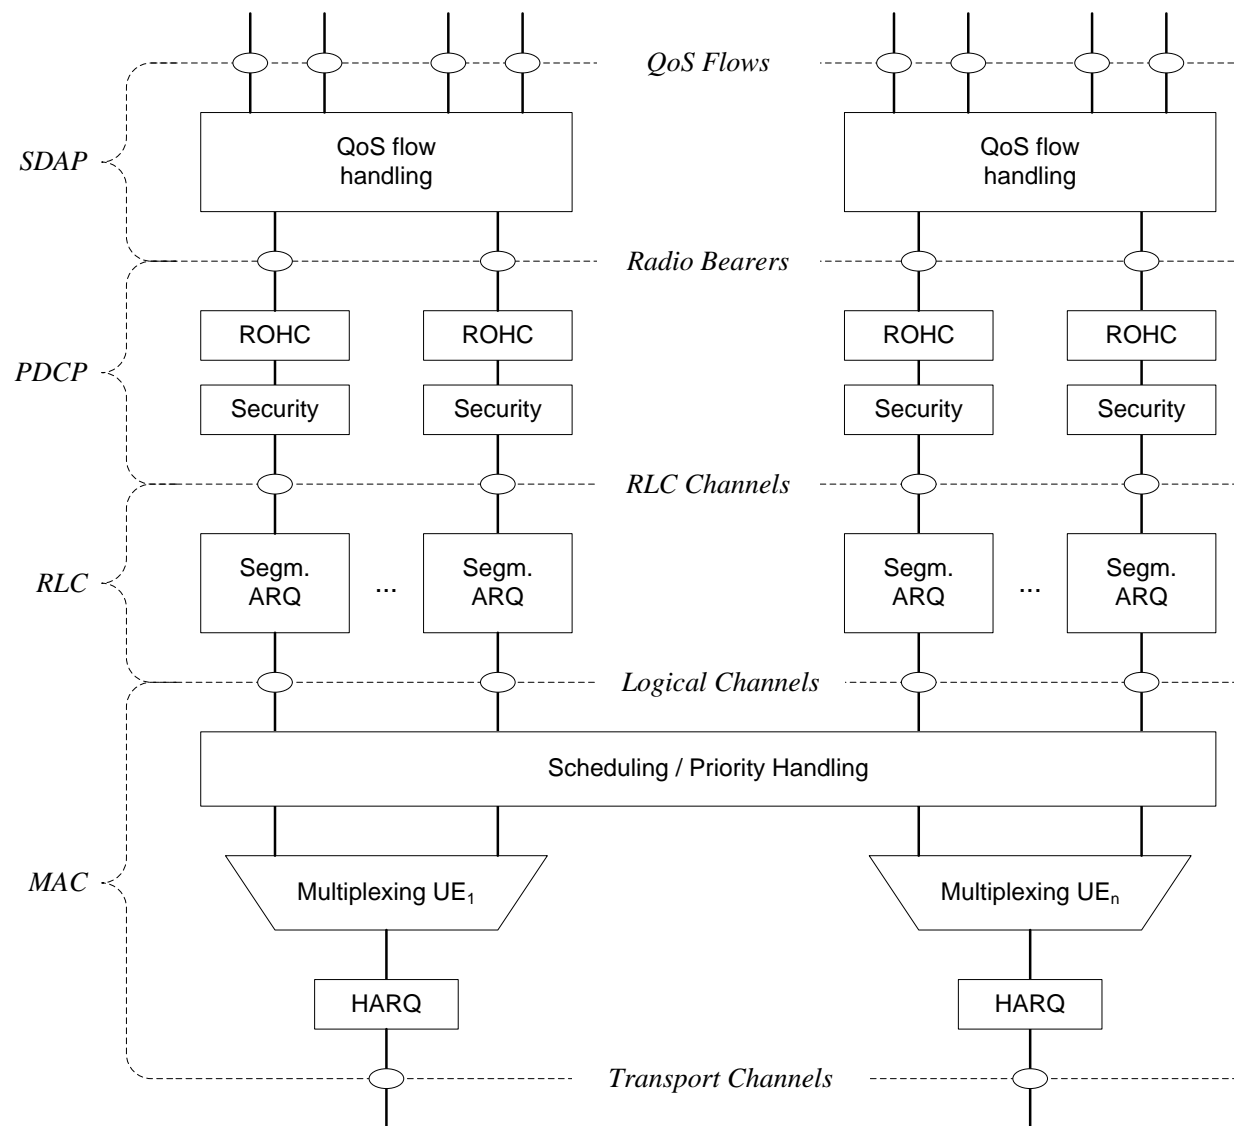 QoS Flows
SDAP
QoS flow
handling
QoS flow
handling
Radio Bearers
PDCP
ROHC ROHC ROHC ROHC
Security Security Security Security
RLC Channels
RLC
Segm.
ARQ
...
Segm.
ARQ
Segm.
ARQ
...
Segm.
ARQ
Logical Channels
MAC
Scheduling / Priority Handling
Multiplexing UE₁ Multiplexing UEₙ
HARQ HARQ
Transport Channels